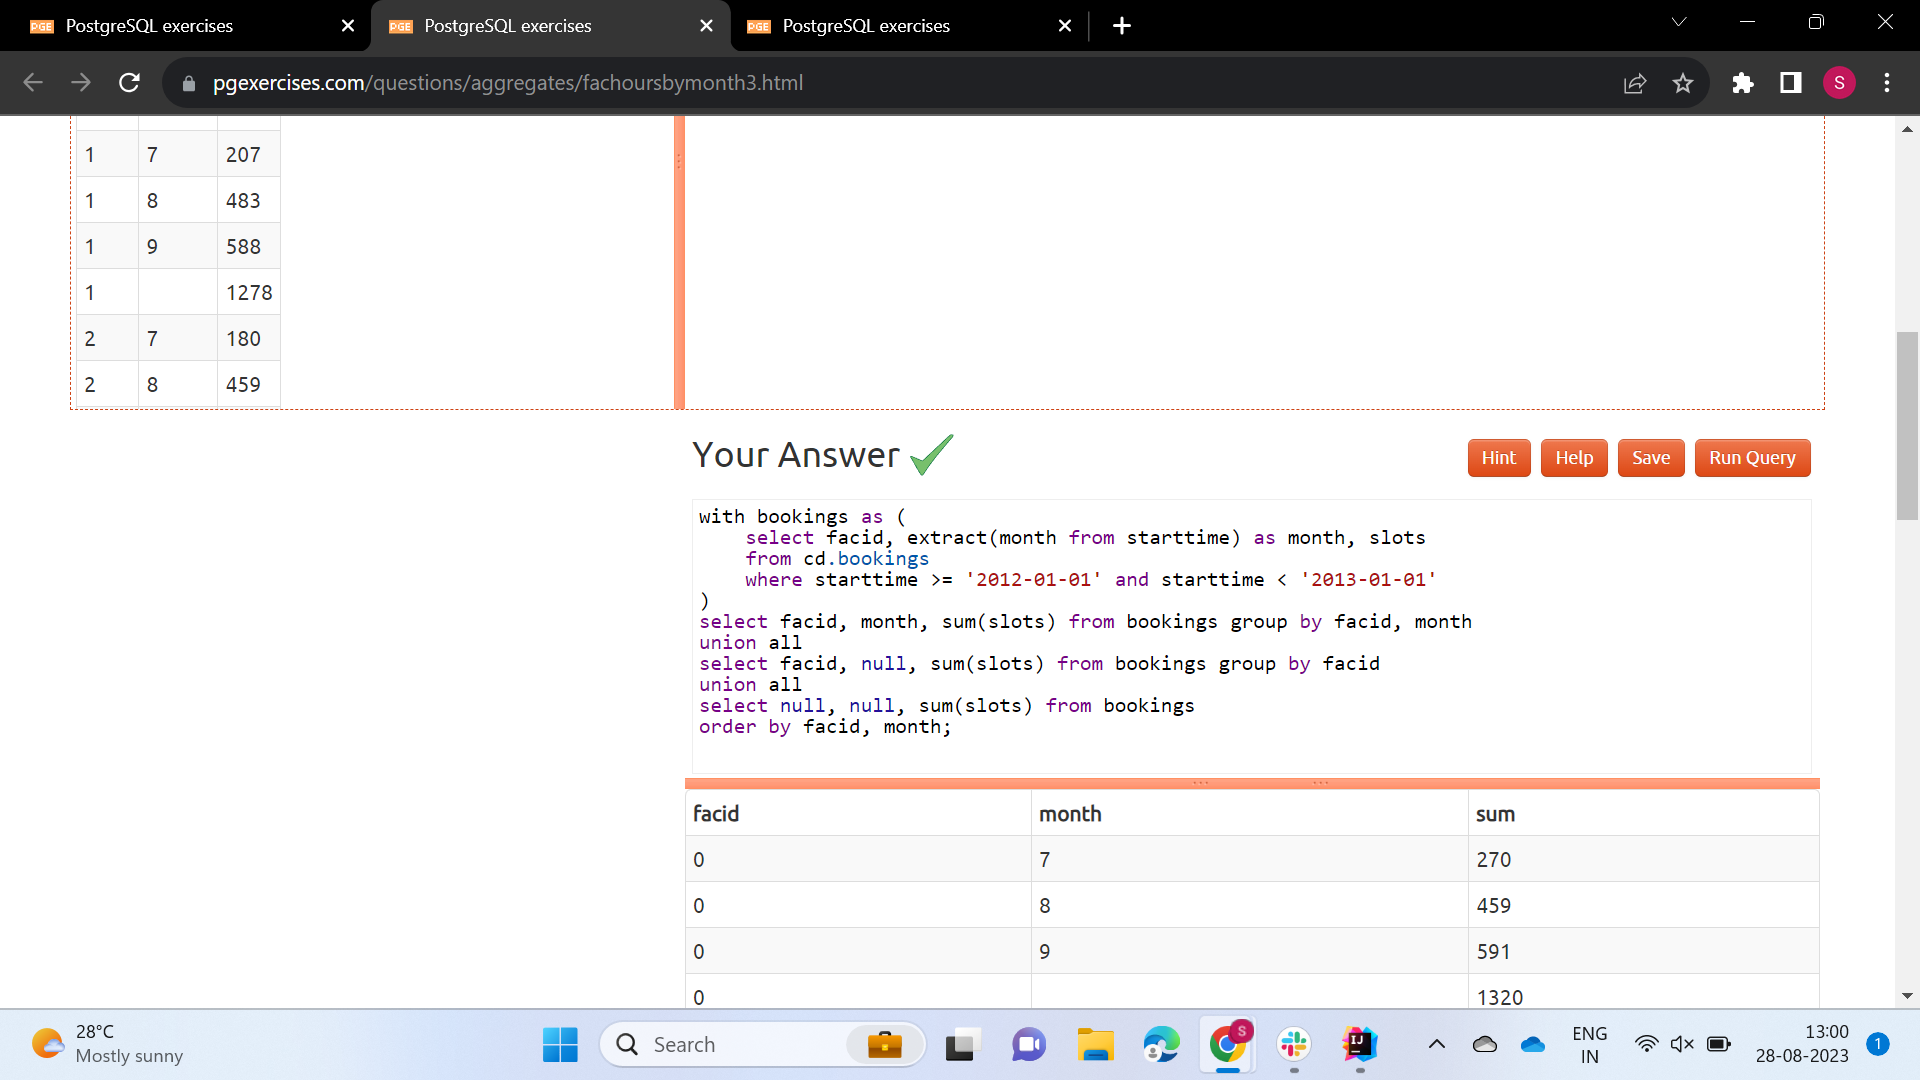 PGE PostgreSQL exercises
PGE PostgreSQL exercises
PGE PostgreSQL exercises
pgexercises.com/questions/aggregates/fachoursbymonth3.html
S
1 7 207
1 8 483
1 9 588
1 1278
2 7 180
2 8 459
Your Answer
Hint Help Save Run Query
with bookings as (
select facid, extract(month from starttime) as month, slots
from cd.bookings
where starttime >= '2012-01-01' and starttime < '2013-01-01'
)
select facid, month, sum(slots) from bookings group by facid, month
union all
select facid, null, sum(slots) from bookings group by facid
union all
select null, null, sum(slots) from bookings
order by facid, month;
facid month sum
0 7 270
0 8 459
0 9 591
0 1320
28°C
Mostly sunny
Search
S
IJ
ENG
IN
13:00
28-08-2023
1